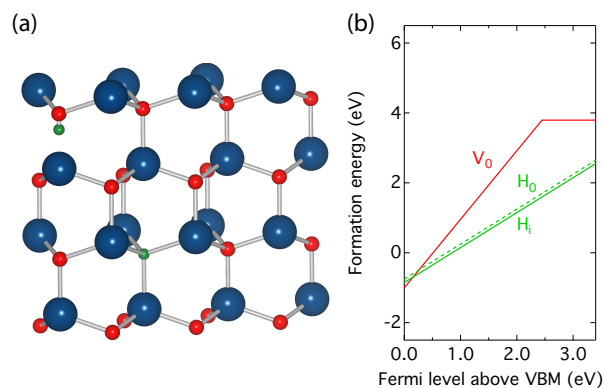 (a)
(b)
Formation energy (eV)
6
4
2
0
-2
V₀
H₀
Hᵢ
0.0
1.0
2.0
3.0
Fermi level above VBM (eV)